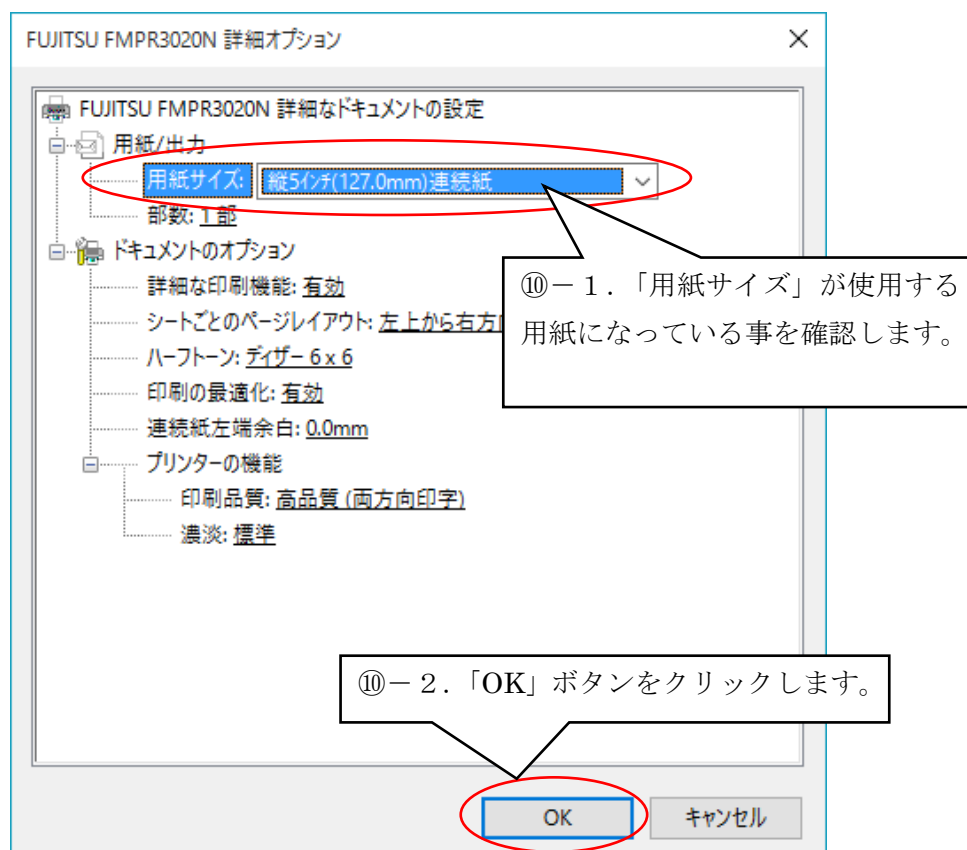 FUJITSU FMPR3020N 詳細オプション
FUJITSU FMPR3020N 詳細なドキュメントの設定
用紙/出力
用紙サイズ: 縦5インチ(127.0mm)連続紙
部数: 1 部
ドキュメントのオプション
詳細な印刷機能: 有効
シートごとのページレイアウト: 左上から右方
ハーフトーン: ディザー 6 x 6
印刷の最適化: 有効
連続紙左端余白: 0.0mm
プリンターの機能
印刷品質: 高品質 (両方向印字)
濃淡: 標準
⑩－１．「用紙サイズ」が使用する
用紙になっている事を確認します。
⑩－２．「OK」ボタンをクリックします。
OK
キャンセル